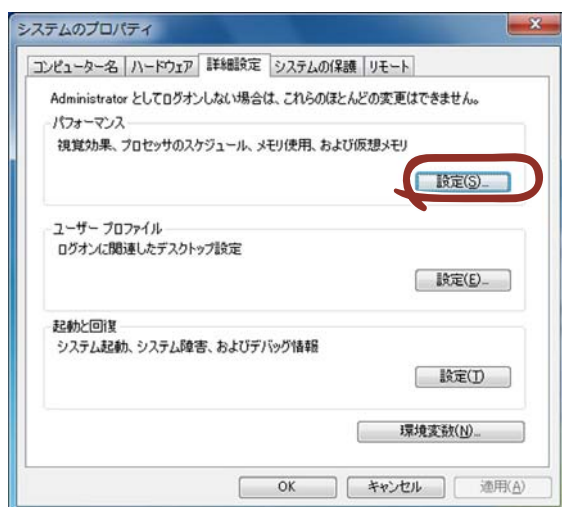 システムのプロパティ
コンピューター名 ハードウェア 詳細設定 システムの保護 リモート
Administrator としてログオンしない場合は、これらのほとんどの変更はできません。
パフォーマンス
視覚効果、プロセッサのスケジュール、メモリ使用、および仮想メモリ
設定(S)...
ユーザー プロファイル
ログオンに関連したデスクトップ設定
設定(E)...
起動と回復
システム起動、システム障害、およびデバッグ情報
設定(T)
環境変数(N)...
OK キャンセル 適用(A)